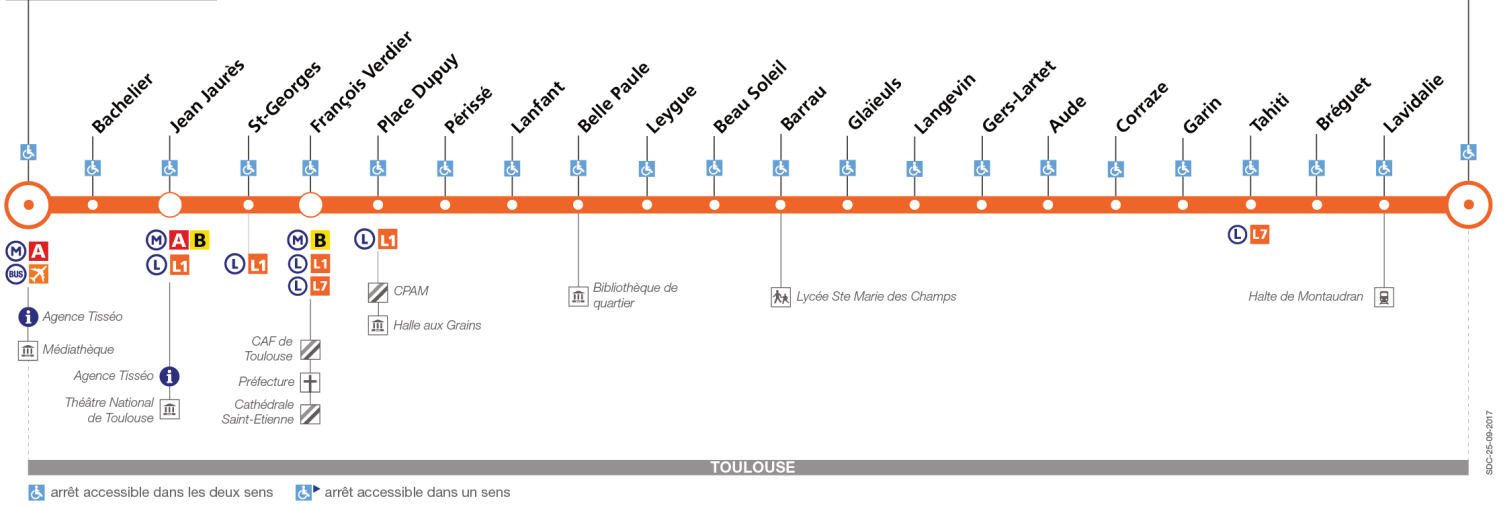 Bachelier
Jean Jaurès
St-Georges
François Verdier
Place Dupuy
Périssé
Lanfant
Belle Paule
Leygue
Beau Soleil
Barrau
Glaïeuls
Langevin
Gers-Lartet
Aude
Corraze
Garin
Tahiti
Bréguet
Lavidalie
M A
BUS
Agence Tisséo
Médiathèque
M A B
L L1
Agence Tisséo
Théâtre National
de Toulouse
L L1
M B
L L1
L L7
CAF de
Toulouse
Préfecture
Cathédrale
Saint-Etienne
L L1
CPAM
Halle aux Grains
Bibliothèque de
quartier
Lycée Ste Marie des Champs
L L7
Halte de Montaudran
TOULOUSE
arrêt accessible dans les deux sens
arrêt accessible dans un sens
SDC-25-09-2017